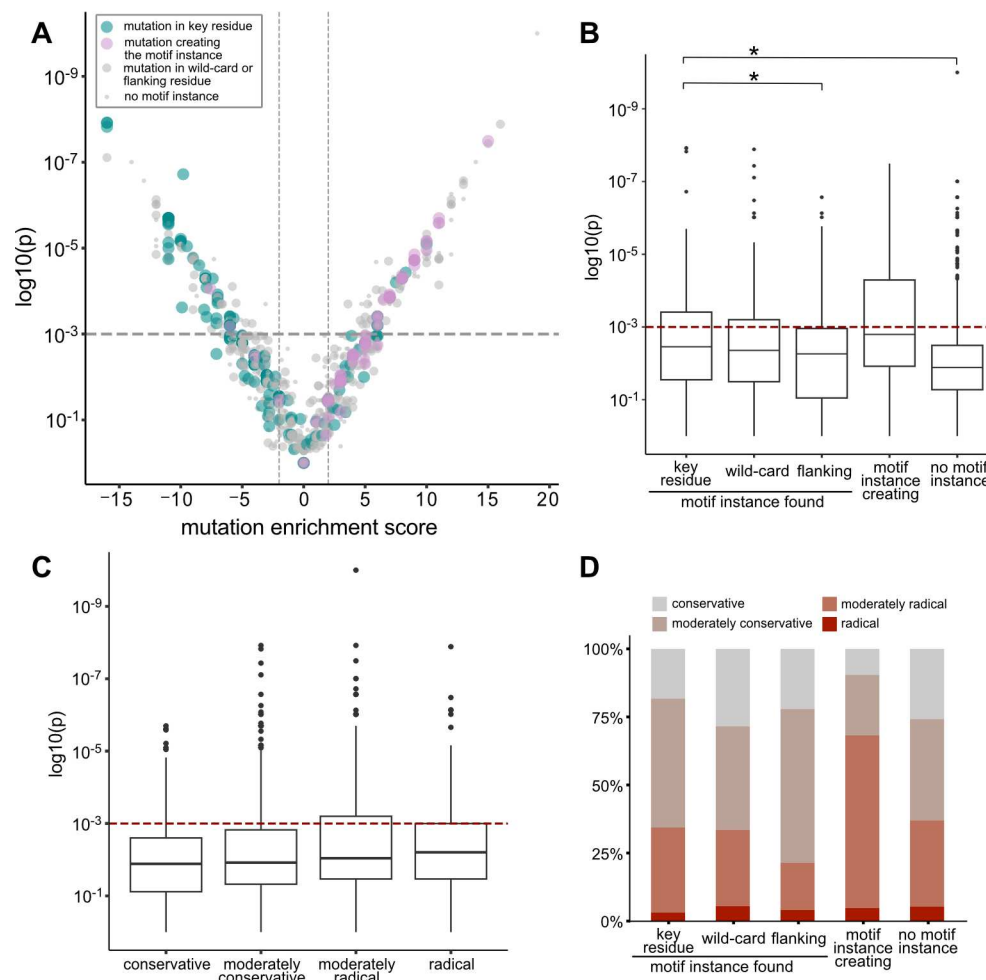 A
mutation in key residue
mutation creating
the motif instance
mutation in wild-card or
flanking residue
no motif instance
log10(p)
10⁻⁹
10⁻⁷
10⁻⁵
10⁻³
10⁻¹
−15 −10 −5 0 5 10 15 20
mutation enrichment score
B
*
*
log10(p)
10⁻⁹
10⁻⁷
10⁻⁵
10⁻³
10⁻¹
key residue
wild-card
flanking
motif instance creating
no motif instance
motif instance found
C
log10(p)
10⁻⁹
10⁻⁷
10⁻⁵
10⁻³
10⁻¹
conservative
moderately conservative
moderately radical
radical
D
conservative
moderately conservative
moderately radical
radical
100%
75%
50%
25%
0%
key residue
wild-card
flanking
motif instance creating
no motif instance
motif instance found